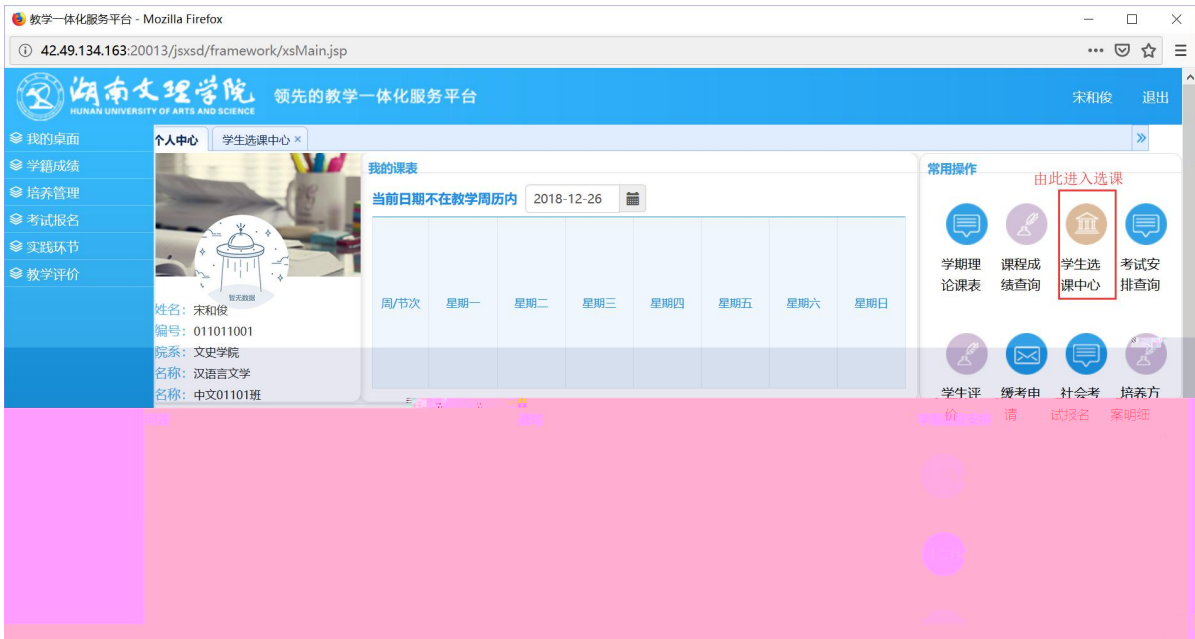 教学一体化服务平台 - Mozilla Firefox
42.49.134.163:20013/jsxsd/framework/xsMain.jsp
湖南文理学院
HUNAN UNIVERSITY OF ARTS AND SCIENCE
领先的教学一体化服务平台
宋和俊 退出
我的桌面
学籍成绩
培养管理
考试报名
实践环节
教学评价
个人中心 学生选课中心 ×
暂无数据
姓名：宋和俊
编号：011011001
院系：文史学院
名称：汉语言文学
名称：中文01101班
我的课表
当前日期不在教学周历内 2018-12-26
周/节次 星期一 星期二 星期三 星期四 星期五 星期六 星期日
常用操作
由此进入选课
学期理论课表
课程成绩查询
学生选课中心
考试安排查询
学生评价
缓考申请
社会考试报名
培养方案明细